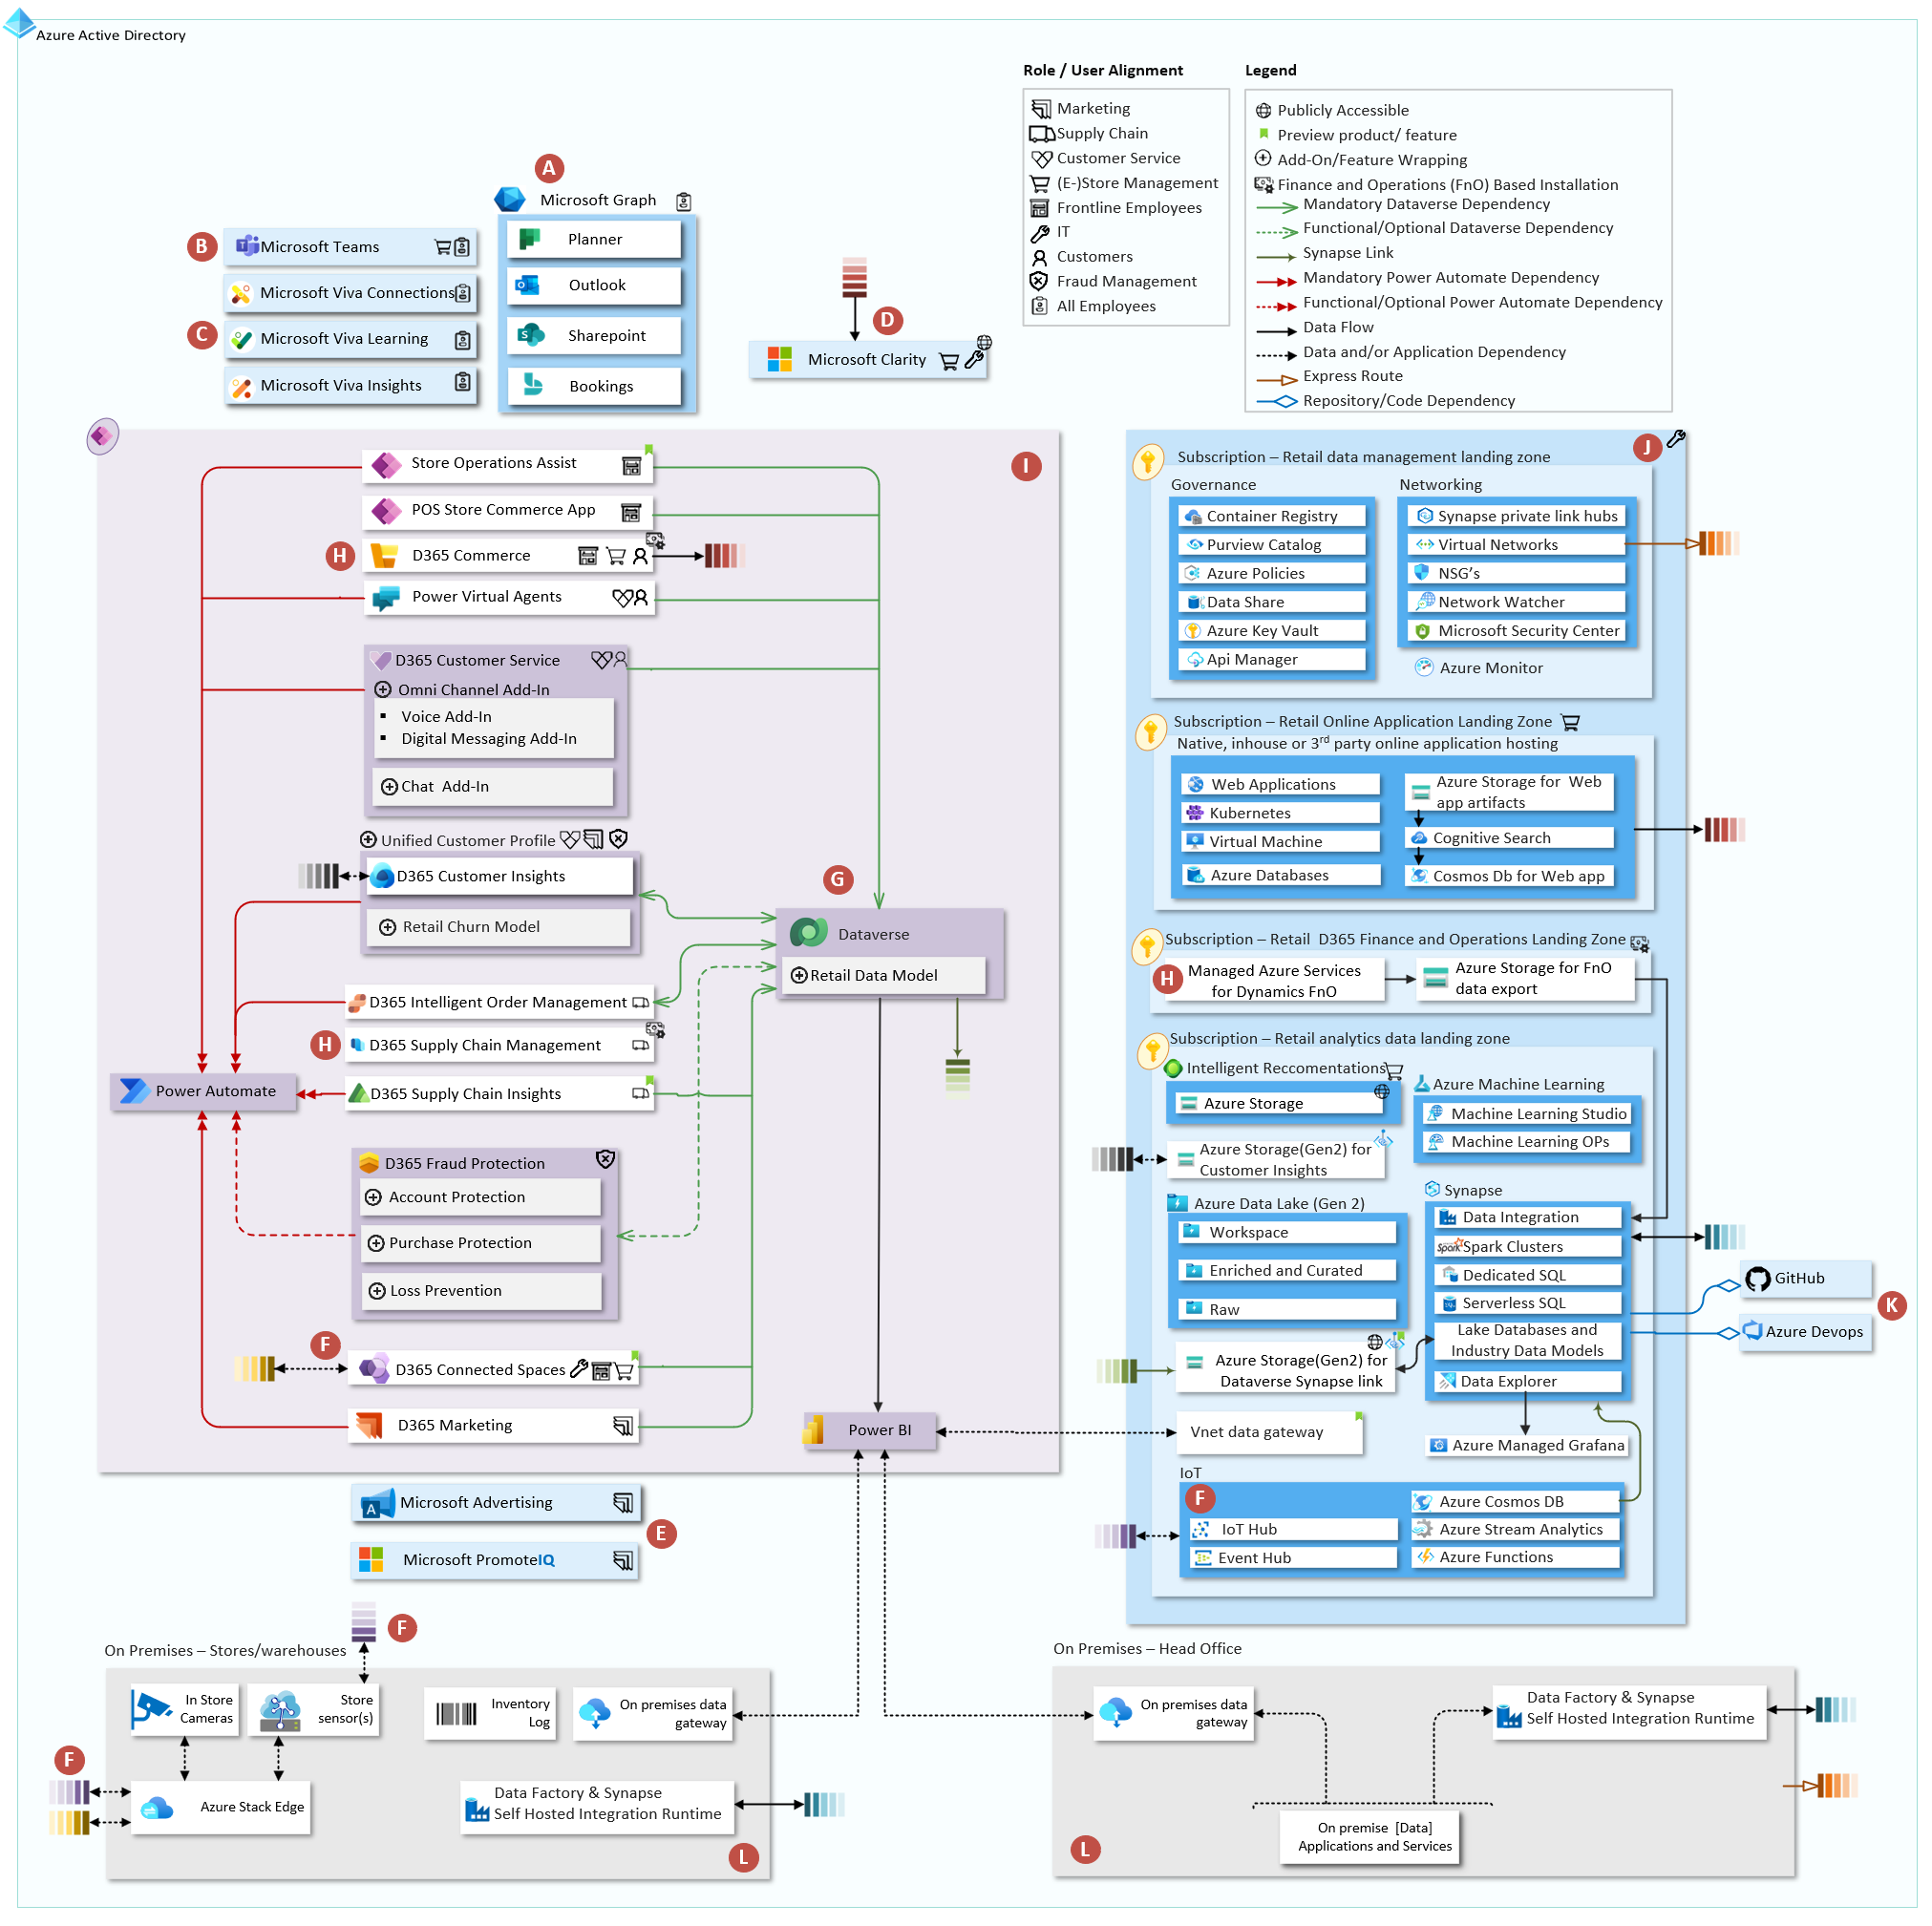 Azure Active Directory
Role / User Alignment
Marketing
Supply Chain
Customer Service
(E-)Store Management
Frontline Employees
IT
Customers
Fraud Management
All Employees
Legend
Publicly Accessible
Preview product/ feature
Add-On/Feature Wrapping
Finance and Operations (FnO) Based Installation
Mandatory Dataverse Dependency
Functional/Optional Dataverse Dependency
Synapse Link
Mandatory Power Automate Dependency
Functional/Optional Power Automate Dependency
Data Flow
Data and/or Application Dependency
Express Route
Repository/Code Dependency
A
Microsoft Graph
Planner
Outlook
Sharepoint
S
Bookings
B
Microsoft Teams
Microsoft Viva Connections
C
Microsoft Viva Learning
Microsoft Viva Insights
D
Microsoft Clarity
I
Store Operations Assist
POS Store Commerce App
H
D365 Commerce
Power Virtual Agents
D365 Customer Service
Omni Channel Add-In
▪ Voice Add-In
▪ Digital Messaging Add-In
Chat Add-In
Unified Customer Profile
D365 Customer Insights
Retail Churn Model
G
Dataverse
Retail Data Model
D365 Intelligent Order Management
H
D365 Supply Chain Management
Power Automate
D365 Supply Chain Insights
D365 Fraud Protection
Account Protection
Purchase Protection
Loss Prevention
F
D365 Connected Spaces
D365 Marketing
Power BI
A
Microsoft Advertising
E
Microsoft PromoteIQ
J
Subscription – Retail data management landing zone
Governance
Container Registry
Purview Catalog
Azure Policies
Data Share
Azure Key Vault
Api Manager
Networking
Synapse private link hubs
Virtual Networks
NSG's
Network Watcher
Microsoft Security Center
Azure Monitor
Subscription – Retail Online Application Landing Zone
Native, inhouse or 3rd party online application hosting
Web Applications
Kubernetes
Virtual Machine
Azure Databases
Azure Storage for Web
app artifacts
Cognitive Search
Cosmos Db for Web app
Subscription – Retail D365 Finance and Operations Landing Zone
H
Managed Azure Services
for Dynamics FnO
Azure Storage for FnO
data export
Subscription – Retail analytics data landing zone
Intelligent Reccomentations
Azure Storage
Azure Machine Learning
Machine Learning Studio
Machine Learning OPs
Azure Storage(Gen2) for
Customer Insights
Azure Data Lake (Gen 2)
Workspace
Enriched and Curated
Raw
Synapse
Data Integration
Spark
Spark Clusters
Dedicated SQL
Serverless SQL
Lake Databases and
Industry Data Models
Data Explorer
Azure Storage(Gen2) for
Dataverse Synapse link
Vnet data gateway
Azure Managed Grafana
GitHub
K
Azure Devops
IoT
F
IoT Hub
Event Hub
Azure Cosmos DB
Azure Stream Analytics
Azure Functions
F
On Premises – Stores/warehouses
In Store
Cameras
Store
sensor(s)
Inventory
Log
On premises data
gateway
F
Azure Stack Edge
Data Factory & Synapse
Self Hosted Integration Runtime
L
On Premises – Head Office
On premises data
gateway
Data Factory & Synapse
Self Hosted Integration Runtime
On premise [Data]
Applications and Services
L